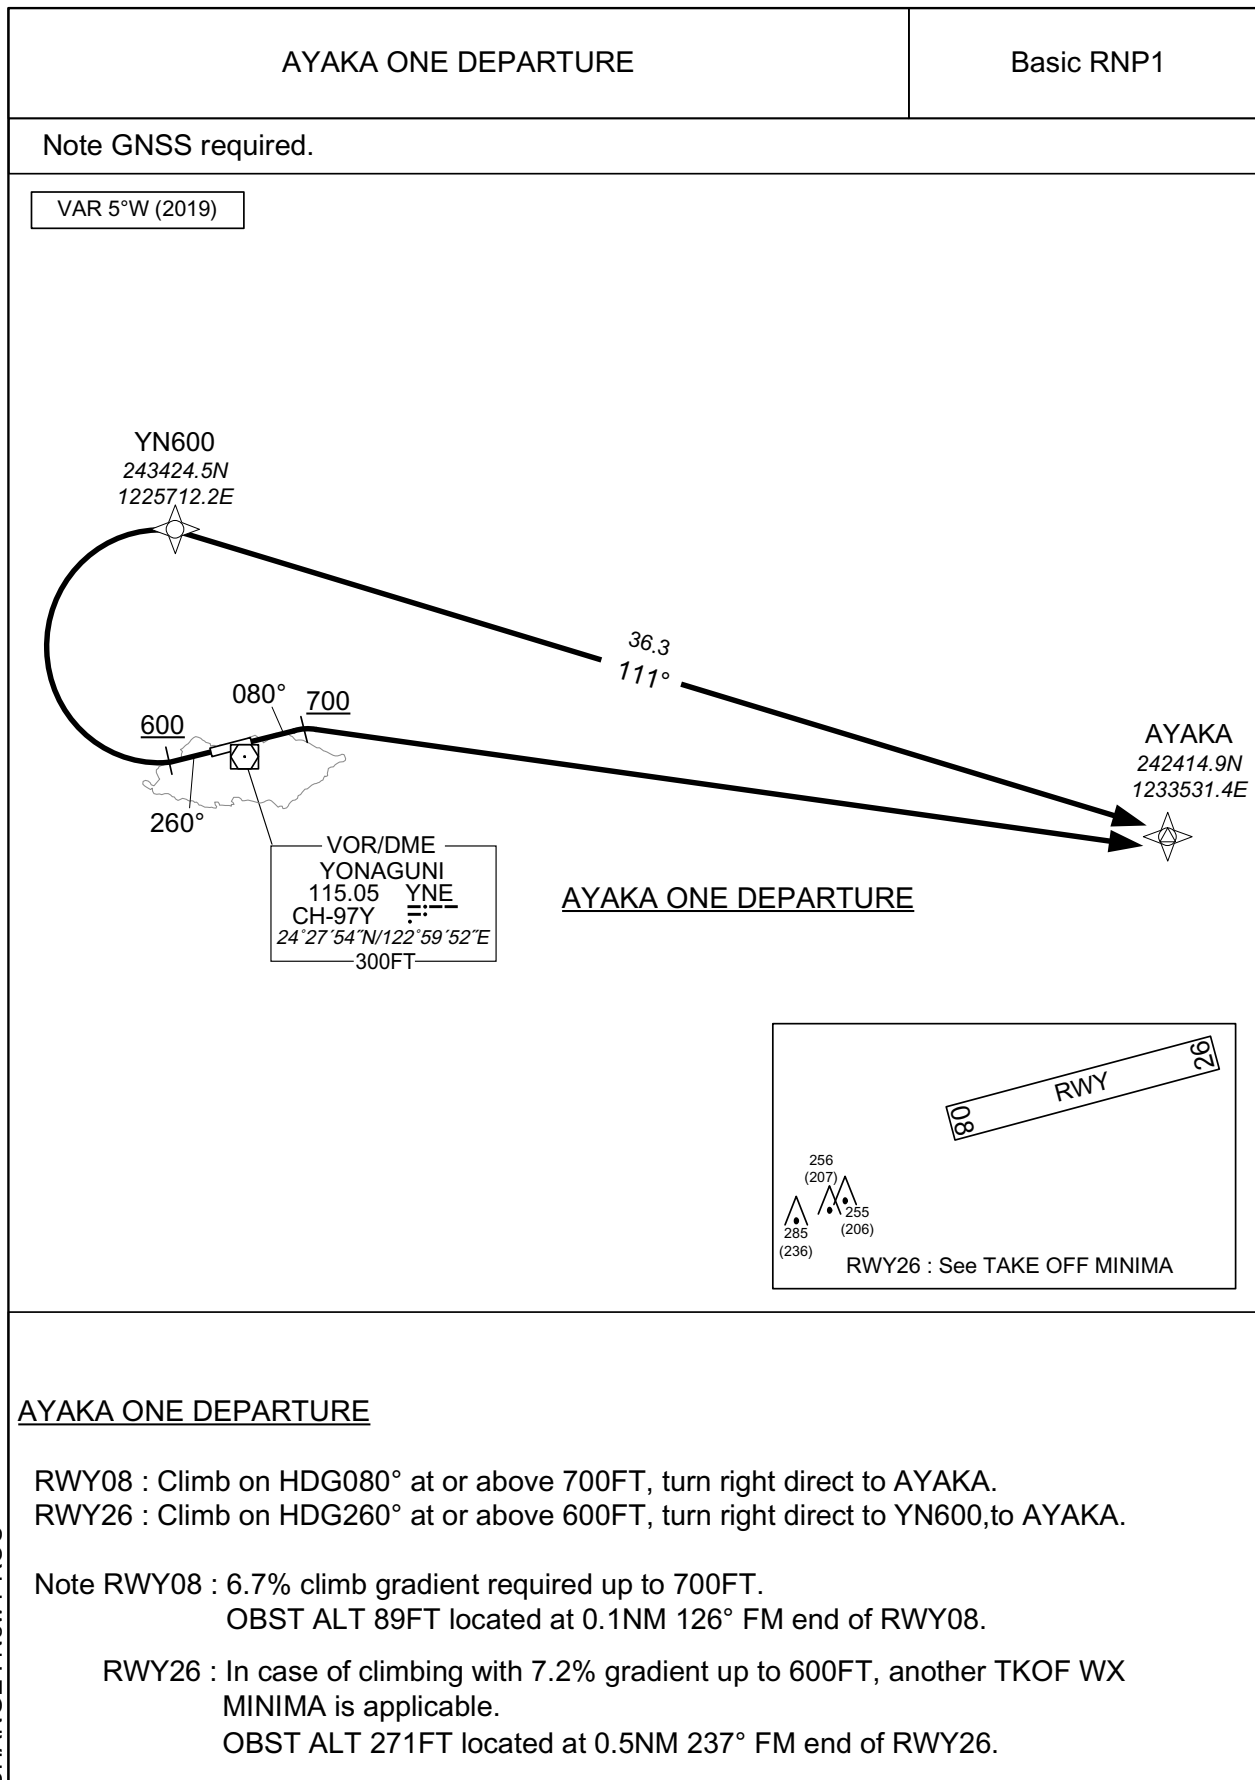 AYAKA ONE DEPARTURE
Basic RNP1
Note GNSS required.
VAR 5°W (2019)
YN600
243424.5N
1225712.2E
36.3
111°
080°
700
600
260°
AYAKA
242414.9N
1233531.4E
VOR/DME
YONAGUNI
115.05 YNE
CH-97Y
24°27´54˝N/122°59´52˝E
300FT
AYAKA ONE DEPARTURE
26
RWY
08
256
(207)
255
(206)
285
(236)
RWY26 : See TAKE OFF MINIMA
AYAKA ONE DEPARTURE
RWY08 : Climb on HDG080° at or above 700FT, turn right direct to AYAKA.
RWY26 : Climb on HDG260° at or above 600FT, turn right direct to YN600,to AYAKA.
Note RWY08 : 6.7% climb gradient required up to 700FT.
OBST ALT 89FT located at 0.1NM 126° FM end of RWY08.
RWY26 : In case of climbing with 7.2% gradient up to 600FT, another TKOF WX
MINIMA is applicable.
OBST ALT 271FT located at 0.5NM 237° FM end of RWY26.